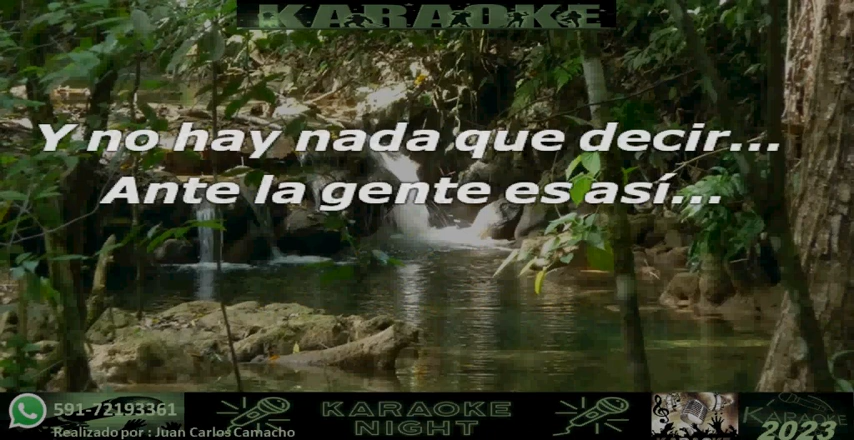 KARAOKE
Y no hay nada que decir...
Ante la gente es así...
591-72193361
Realizado por : Juan Carlos Camacho
KARAOKE
NIGHT
KARAOKE
KARAOKE
2023